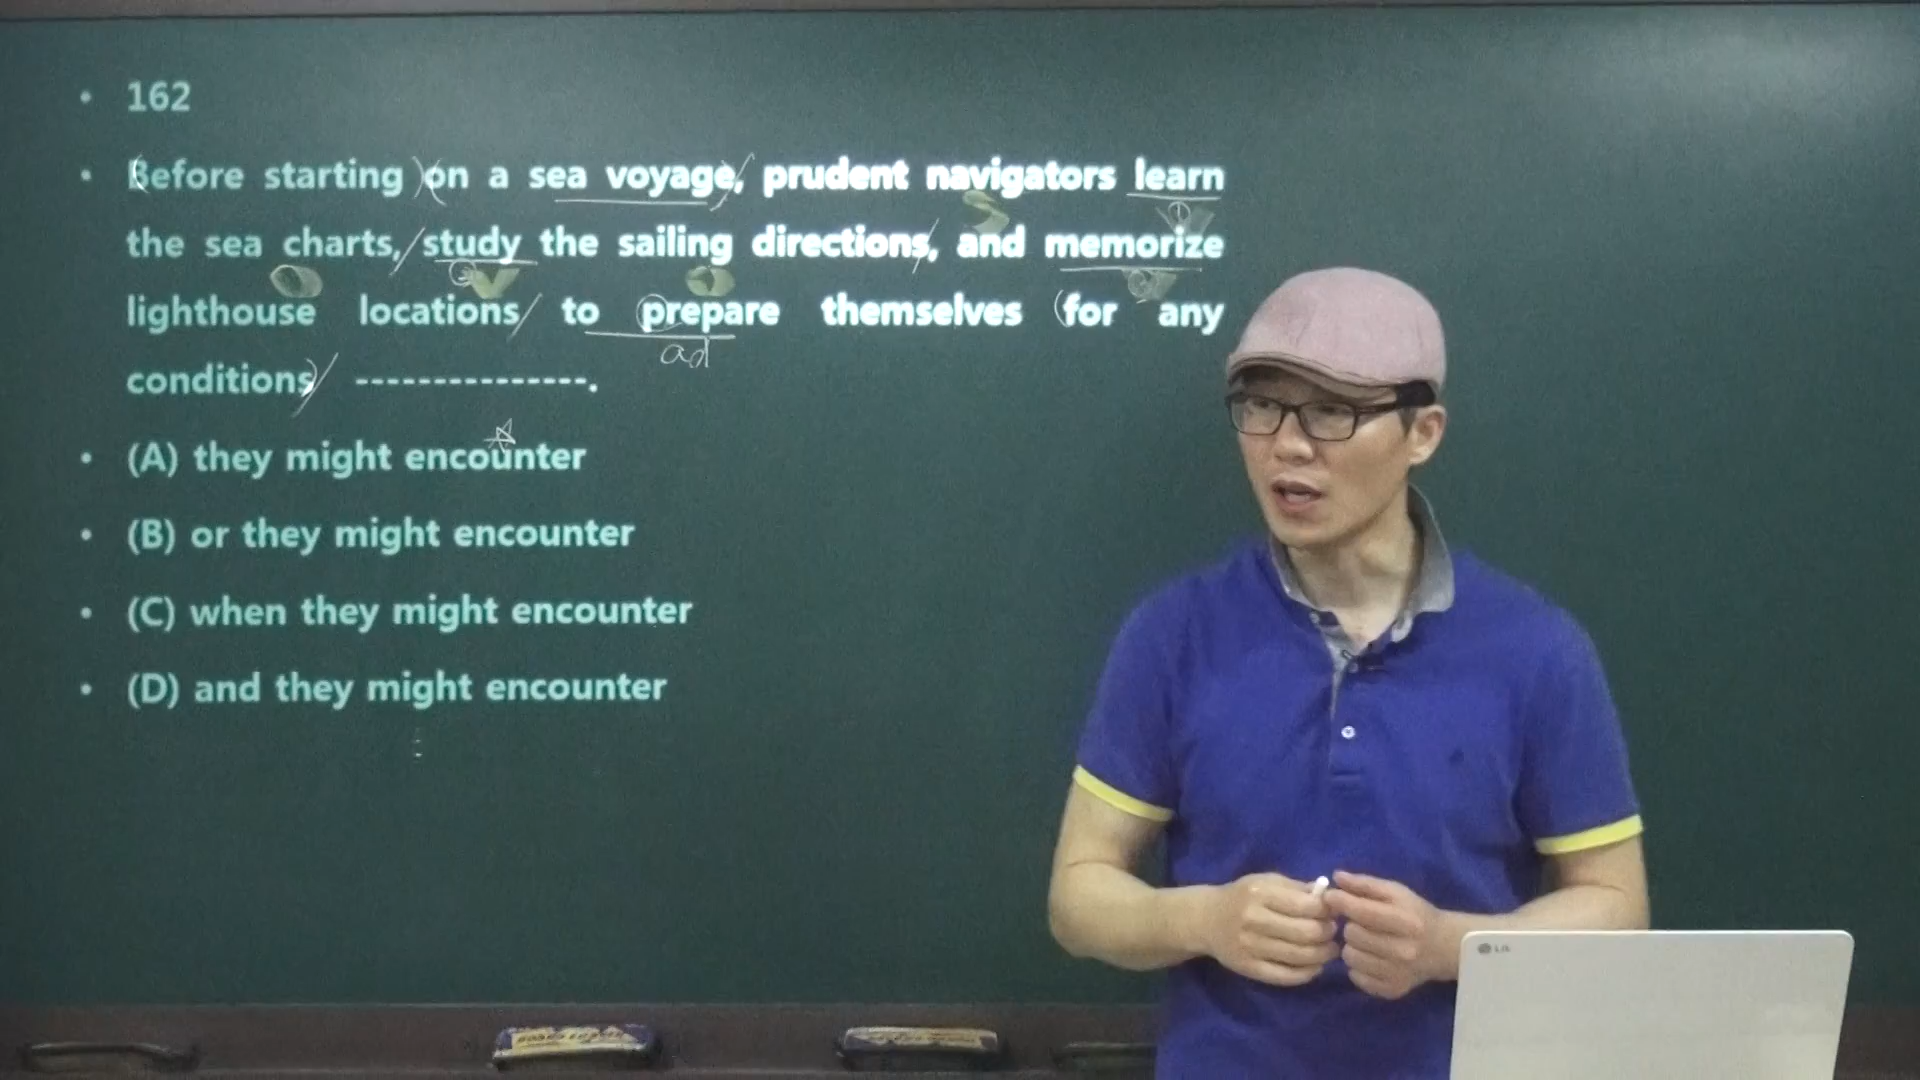 162
Before starting on a sea voyage, prudent navigators learn
the sea charts, study the sailing directions, and memorize
lighthouse locations to prepare themselves for any
ad
conditions ---------------.
(A) they might encounter
(B) or they might encounter
(C) when they might encounter
(D) and they might encounter